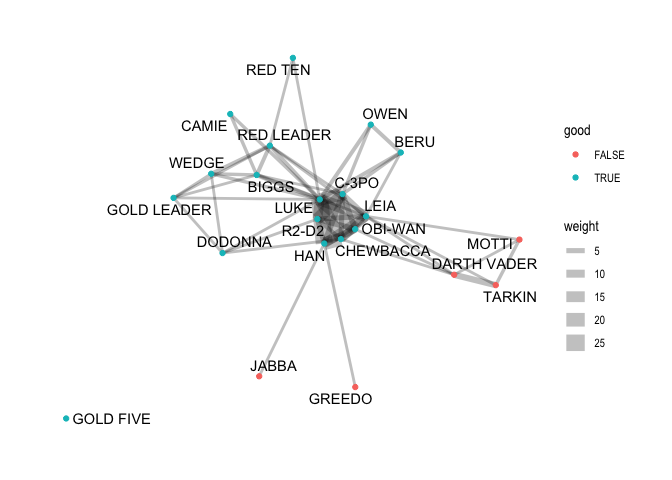 RED TEN
CAMIE
OWEN
RED LEADER
BERU
WEDGE
BIGGS
C-3PO
GOLD LEADER
LUKE
LEIA
R2-D2
OBI-WAN
DODONNA
HAN
CHEWBACCA
MOTTI
DARTH VADER
TARKIN
JABBA
GREEDO
GOLD FIVE
good
FALSE
TRUE
weight
5
10
15
20
25